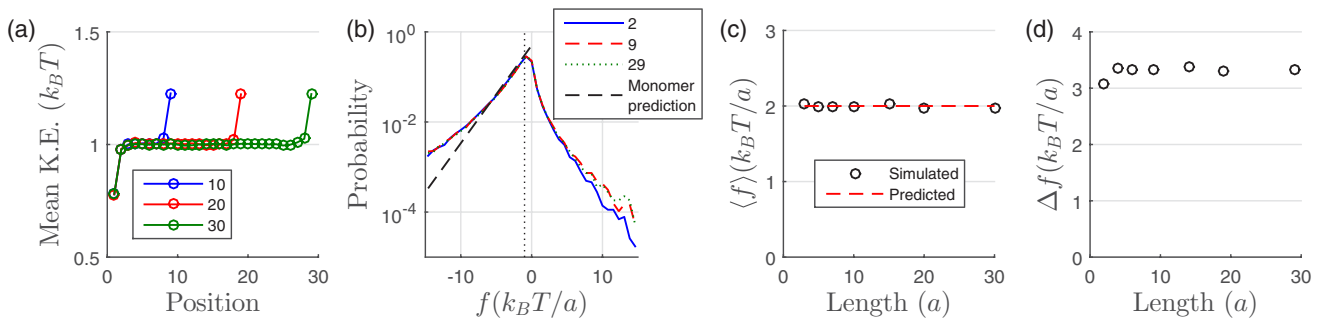 (a)
Mean K.E. (k_BT)
1.5
1
0.5
0
10
20
30
Position
10
20
30
(b)
Probability
10^0
10^-2
10^-4
-10
0
10
f(k_BT/a)
2
9
29
Monomer
prediction
(c)
⟨f⟩(k_BT/a)
3
2
1
0
0
10
20
30
Length (a)
Simulated
Predicted
(d)
Δf(k_BT/a)
4
3
2
1
0
0
10
20
30
Length (a)